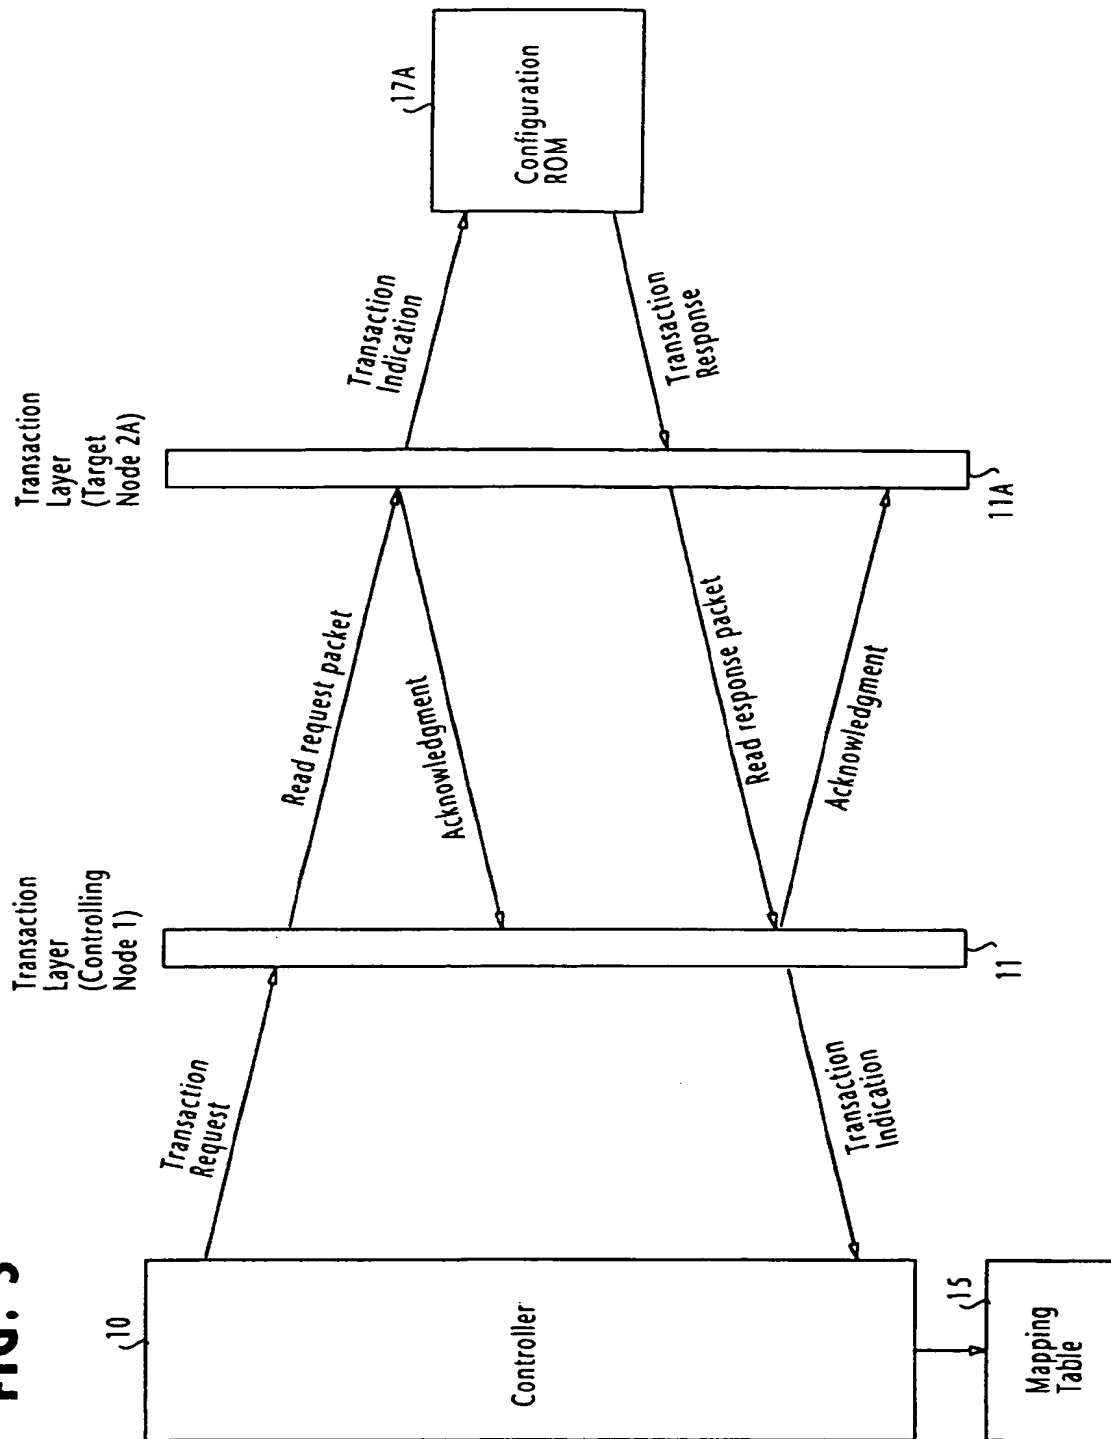 FIG.
10
Controller
15
Mapping
Table
Transaction
Request
Transaction
Indication
Transaction
Layer
(Controlling
Node 1)
11
Read request packet
Acknowledgment
Read response packet
Acknowledgment
Transaction
Layer
(Target
Node 2A)
11A
Transaction
Indication
Transaction
Response
17A
Configuration
ROM